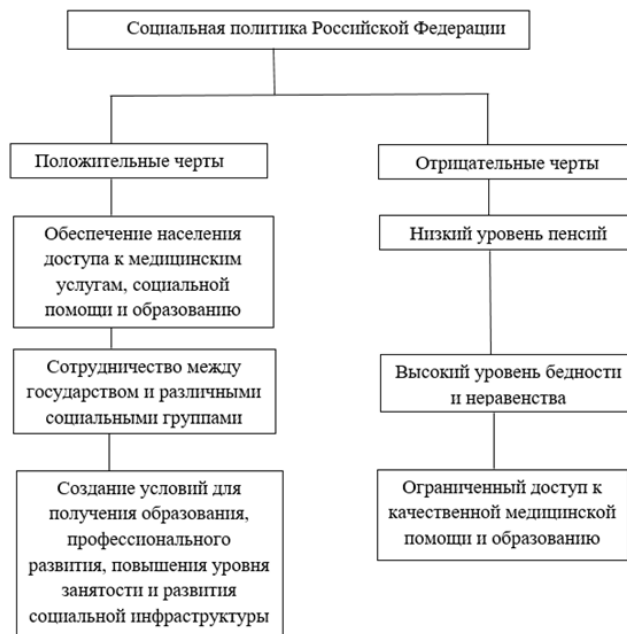 Социальная политика Российской Федерации
Положительные черты
Отрицательные черты
Обеспечение населения
доступа к медицинским
услугам, социальной
помощи и образованию
Низкий уровень пенсий
Сотрудничество между
государством и различными
социальными группами
Высокий уровень бедности
и неравенства
Создание условий для
получения образования,
профессионального
развития, повышения уровня
занятости и развития
социальной инфраструктуры
Ограниченный доступ к
качественной медицинской
помощи и образованию